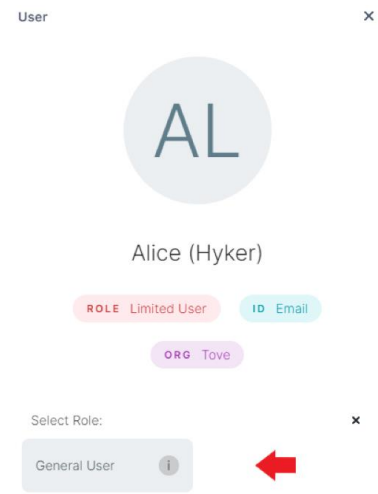 User ×
AL
Alice (Hyker)
ROLE Limited User ID Email
ORG Tove
Select Role: ×
General User i